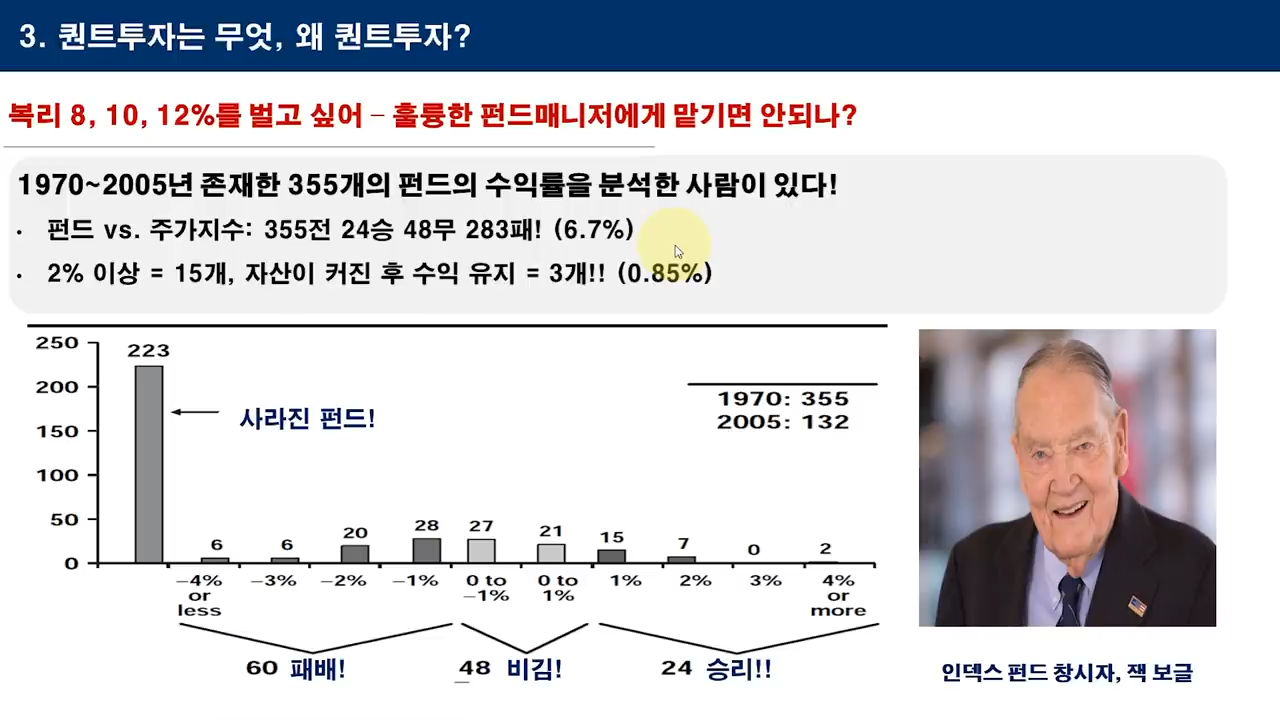 3. 퀀트투자는 무엇, 왜 퀀트투자?
복리 8, 10, 12%를 벌고 싶어 – 훌륭한 펀드매니저에게 맡기면 안되나?
1970~2005년 존재한 355개의 펀드의 수익률을 분석한 사람이 있다!
· 펀드 vs. 주가지수: 355전 24승 48무 283패! (6.7%)
· 2% 이상 = 15개, 자산이 커진 후 수익 유지 = 3개!! (0.85%)
250
200
150
100
50
0
223
사라진 펀드!
1970: 355
2005: 132
6 6 20 28 27 21 15 7 0 2
–4% –3% –2% –1% 0 to 0 to 1% 2% 3% 4%
or –1% 1% or
less more
60 패배! 48 비김! 24 승리!!
인덱스 펀드 창시자, 잭 보글